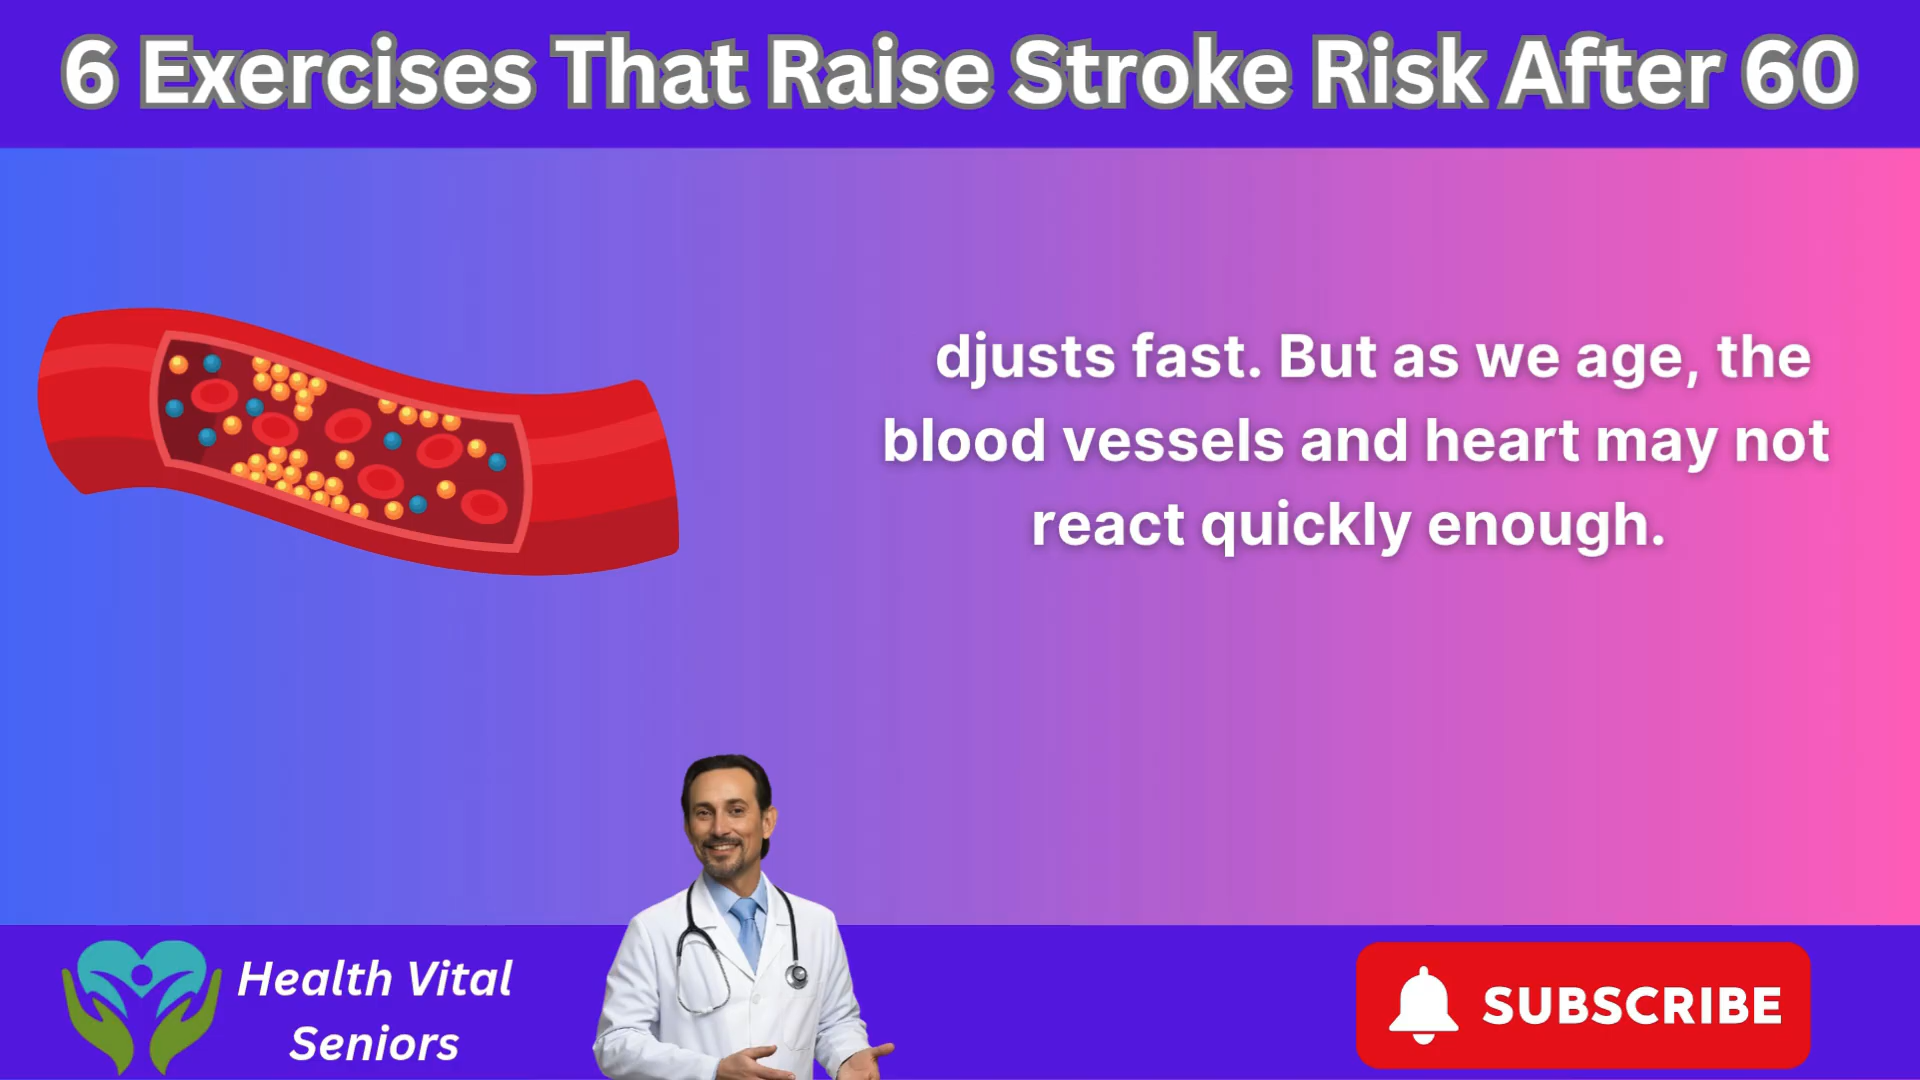 6 Exercises That Raise Stroke Risk After 60
djusts fast. But as we age, the
blood vessels and heart may not
react quickly enough.
Health Vital
Seniors
SUBSCRIBE